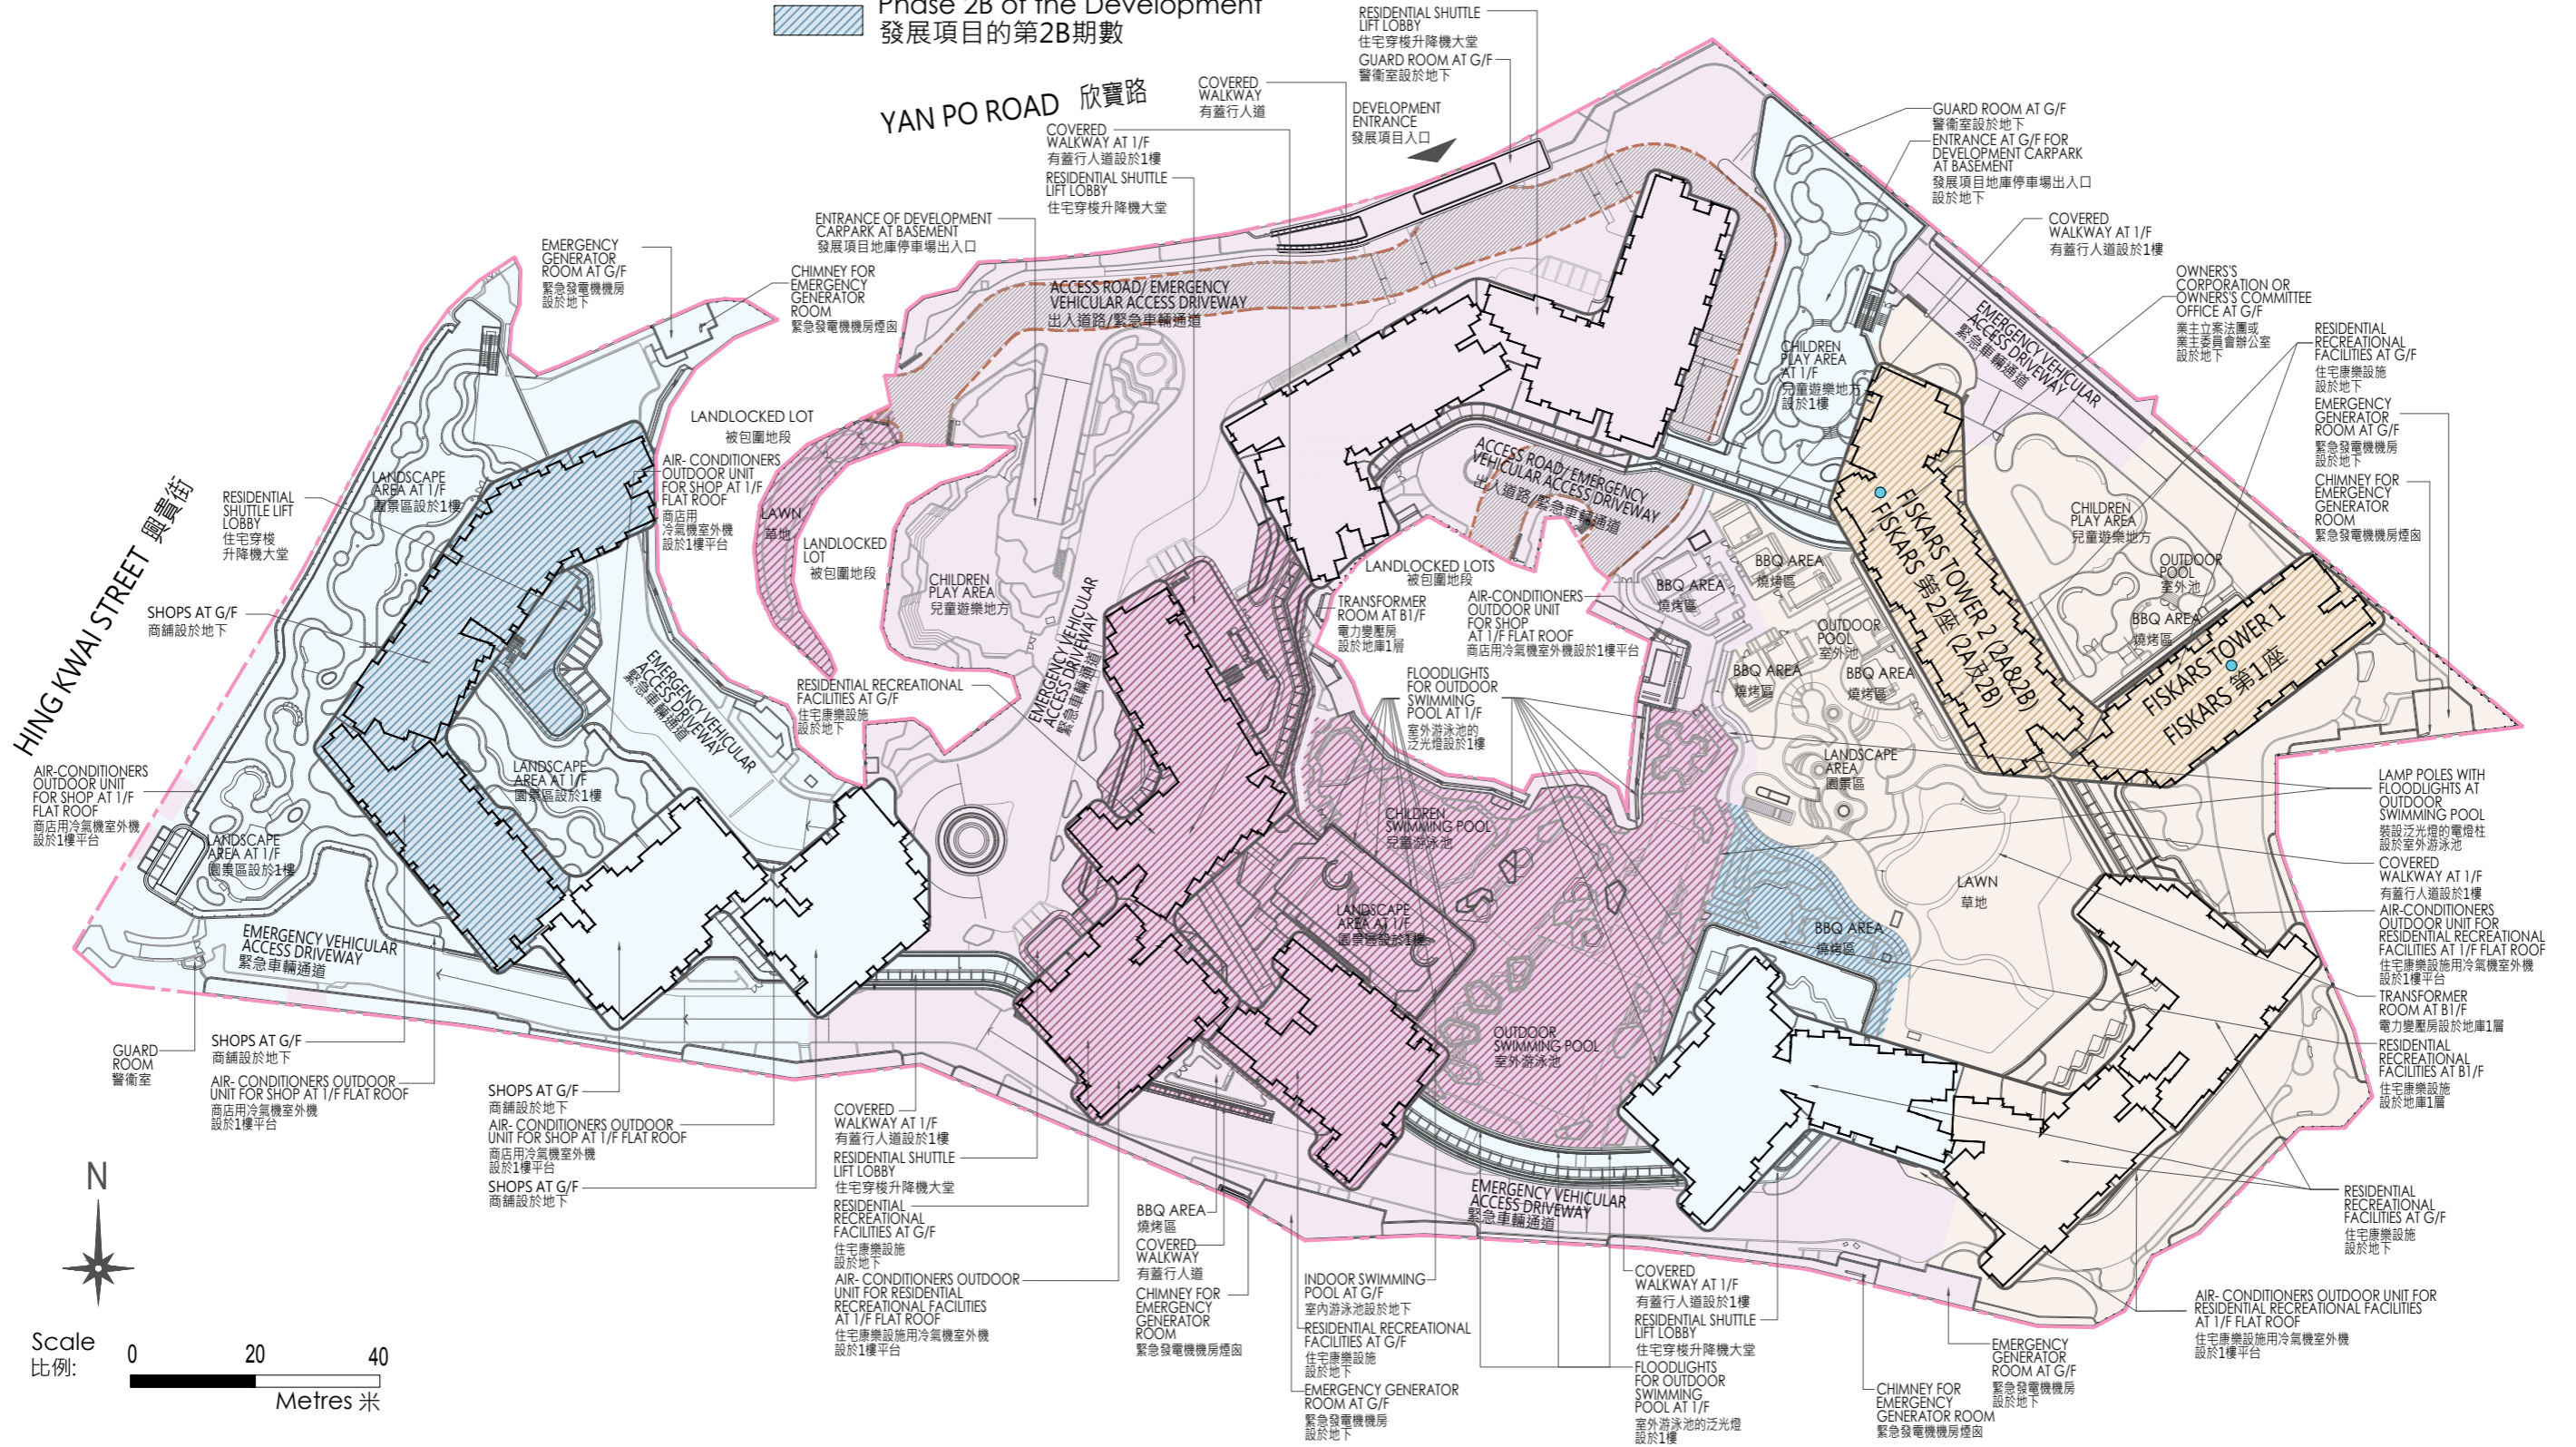 Phase 2B of the Development
發展項目的第2B期數
YAN PO ROAD 欣寶路
HING KWAI STREET 興貴街
RESIDENTIAL SHUTTLE
LIFT LOBBY
住宅穿梭升降機大堂
GUARD ROOM AT G/F
警衞室設於地下
COVERED
WALKWAY
有蓋行人道
DEVELOPMENT
ENTRANCE
發展項目入口
COVERED
WALKWAY AT 1/F
有蓋行人道設於1樓
RESIDENTIAL SHUTTLE
LIFT LOBBY
住宅穿梭升降機大堂
ENTRANCE OF DEVELOPMENT
CARPARK AT BASEMENT
發展項目地庫停車場出入口
EMERGENCY
GENERATOR
ROOM AT G/F
緊急發電機機房
設於地下
CHIMNEY FOR
EMERGENCY
GENERATOR
ROOM
緊急發電機機房煙囪
GUARD ROOM AT G/F
警衞室設於地下
ENTRANCE AT G/F FOR
DEVELOPMENT CARPARK
AT BASEMENT
發展項目地庫停車場出入口
設於地下
COVERED
WALKWAY AT 1/F
有蓋行人道設於1樓
OWNERS'S
CORPORATION OR
OWNERS'S COMMITTEE
OFFICE AT G/F
業主立案法團或
業主委員會辦公室
設於地下
RESIDENTIAL
RECREATIONAL
FACILITIES AT G/F
住宅康樂設施
設於地下
EMERGENCY
GENERATOR
ROOM AT G/F
緊急發電機機房
設於地下
CHIMNEY FOR
EMERGENCY
GENERATOR
ROOM
緊急發電機機房煙囪
ACCESS ROAD/ EMERGENCY
VEHICULAR ACCESS DRIVEWAY
出入道路/緊急車輛通道
EMERGENCY VEHICULAR
ACCESS DRIVEWAY
緊急車輛通道
CHILDREN
PLAY AREA
AT 1/F
兒童遊樂地方
設於1樓
LANDLOCKED LOT
被包圍地段
AIR- CONDITIONERS
OUTDOOR UNIT
FOR SHOP AT 1/F
FLAT ROOF
商店用
冷氣機室外機
設於1樓平台
LANDSCAPE
AREA AT 1/F
園景區設於1樓
RESIDENTIAL
SHUTTLE LIFT
LOBBY
住宅穿梭
升降機大堂
LAWN
草地
LANDLOCKED
LOT
被包圍地段
CHILDREN
PLAY AREA
兒童遊樂地方
EMERGENCY VEHICULAR
ACCESS DRIVEWAY
緊急車輛通道
ACCESS ROAD/ EMERGENCY
VEHICULAR ACCESS DRIVEWAY
出入道路/緊急車輛通道
LANDLOCKED LOTS
被包圍地段
TRANSFORMER
ROOM AT B1/F
電力變壓房
設於地庫1層
AIR-CONDITIONERS
OUTDOOR UNIT
FOR SHOP
AT 1/F FLAT ROOF
商店用冷氣機室外機設於1樓平台
FLOODLIGHTS
FOR OUTDOOR
SWIMMING
POOL AT 1/F
室外游泳池的
泛光燈設於1樓
BBQ AREA
燒烤區
BBQ AREA
燒烤區
OUTDOOR
POOL
室外池
BBQ AREA
燒烤區
BBQ AREA
燒烤區
FISKARS TOWER 2 (2A&2B)
FISKARS 第2座 (2A及2B)
CHILDREN
PLAY AREA
兒童遊樂地方
OUTDOOR
POOL
室外池
BBQ AREA
燒烤區
FISKARS TOWER 1
FISKARS 第1座
SHOPS AT G/F
商舖設於地下
EMERGENCY VEHICULAR
ACCESS DRIVEWAY
緊急車輛通道
RESIDENTIAL RECREATIONAL
FACILITIES AT G/F
住宅康樂設施
設於地下
AIR-CONDITIONERS
OUTDOOR UNIT
FOR SHOP AT 1/F
FLAT ROOF
商店用冷氣機室外機
設於1樓平台
LANDSCAPE
AREA AT 1/F
園景區設於1樓
LANDSCAPE
AREA AT 1/F
園景區設於1樓
CHILDREN
SWIMMING POOL
兒童游泳池
LANDSCAPE
AREA
園景區
LAMP POLES WITH
FLOODLIGHTS AT
OUTDOOR
SWIMMING POOL
裝設泛光燈的電燈柱
設於室外游泳池
COVERED
WALKWAY AT 1/F
有蓋行人道設於1樓
AIR-CONDITIONERS
OUTDOOR UNIT FOR
RESIDENTIAL RECREATIONAL
FACILITIES AT 1/F FLAT ROOF
住宅康樂設施用冷氣機室外機
設於1樓平台
TRANSFORMER
ROOM AT B1/F
電力變壓房設於地庫1層
RESIDENTIAL
RECREATIONAL
FACILITIES AT B1/F
住宅康樂設施
設於地庫1層
RESIDENTIAL
RECREATIONAL
FACILITIES AT G/F
住宅康樂設施
設於地下
LANDSCAPE
AREA AT 1/F
園景區設於1樓
LAWN
草地
BBQ AREA
燒烤區
OUTDOOR
SWIMMING POOL
室外游泳池
EMERGENCY VEHICULAR
ACCESS DRIVEWAY
緊急車輛通道
GUARD
ROOM
警衞室
SHOPS AT G/F
商舖設於地下
AIR- CONDITIONERS OUTDOOR
UNIT FOR SHOP AT 1/F FLAT ROOF
商店用冷氣機室外機
設於1樓平台
SHOPS AT G/F
商舖設於地下
AIR- CONDITIONERS OUTDOOR
UNIT FOR SHOP AT 1/F FLAT ROOF
商店用冷氣機室外機
設於1樓平台
SHOPS AT G/F
商舖設於地下
COVERED
WALKWAY AT 1/F
有蓋行人道設於1樓
RESIDENTIAL SHUTTLE
LIFT LOBBY
住宅穿梭升降機大堂
RESIDENTIAL
RECREATIONAL
FACILITIES AT G/F
住宅康樂設施
設於地下
AIR- CONDITIONERS OUTDOOR
UNIT FOR RESIDENTIAL
RECREATIONAL FACILITIES
AT 1/F FLAT ROOF
住宅康樂設施用冷氣機室外機
設於1樓平台
BBQ AREA
燒烤區
COVERED
WALKWAY
有蓋行人道
CHIMNEY FOR
EMERGENCY
GENERATOR
ROOM
緊急發電機機房煙囪
EMERGENCY VEHICULAR
ACCESS DRIVEWAY
緊急車輛通道
INDOOR SWIMMING
POOL AT G/F
室內游泳池設於地下
RESIDENTIAL RECREATIONAL
FACILITIES AT G/F
住宅康樂設施
設於地下
EMERGENCY GENERATOR
ROOM AT G/F
緊急發電機機房
設於地下
COVERED
WALKWAY AT 1/F
有蓋行人道設於1樓
RESIDENTIAL SHUTTLE
LIFT LOBBY
住宅穿梭升降機大堂
FLOODLIGHTS
FOR OUTDOOR
SWIMMING
POOL AT 1/F
室外游泳池的泛光燈
設於1樓
CHIMNEY FOR
EMERGENCY
GENERATOR ROOM
緊急發電機機房煙囪
EMERGENCY
GENERATOR
ROOM AT G/F
緊急發電機機房
設於地下
AIR- CONDITIONERS OUTDOOR UNIT FOR
RESIDENTIAL RECREATIONAL FACILITIES
AT 1/F FLAT ROOF
住宅康樂設施用冷氣機室外機
設於1樓平台
N
Scale
比例:
0 20 40
Metres 米